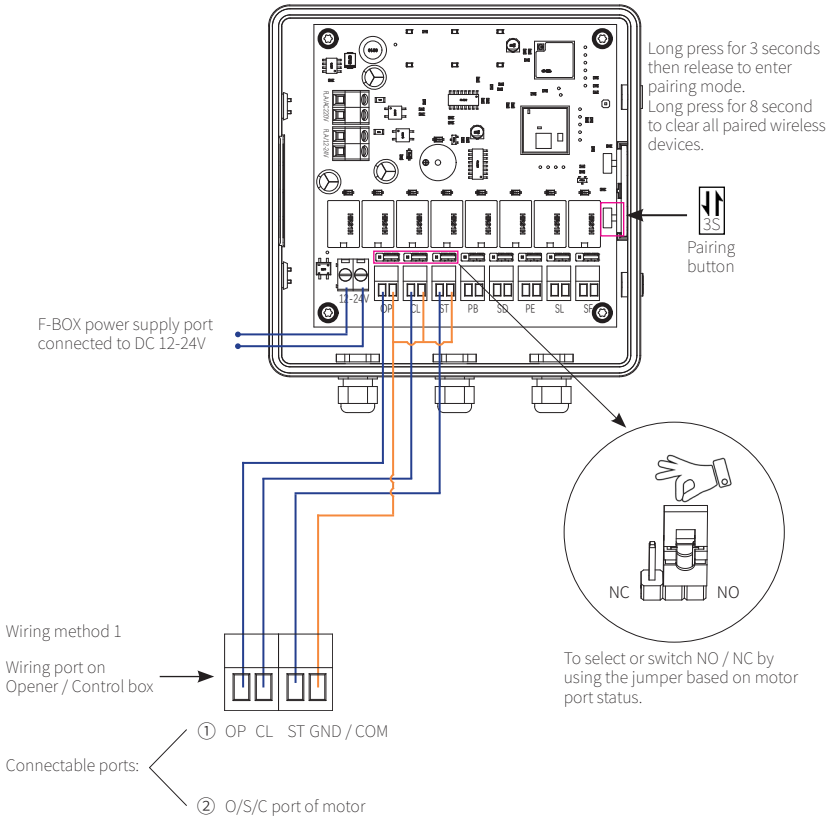 Long press for 3 seconds
then release to enter
pairing mode.
Long press for 8 second
to clear all paired wireless
devices.
3S
Pairing
button
12-24V
OP
CL
ST
PB
SD
PE
SL
SF
F-BOX power supply port
connected to DC 12-24V
NC
NO
To select or switch NO / NC by
using the jumper based on motor
port status.
Wiring method 1
Wiring port on
Opener / Control box
① OP CL ST GND / COM
Connectable ports:
② O/S/C port of motor